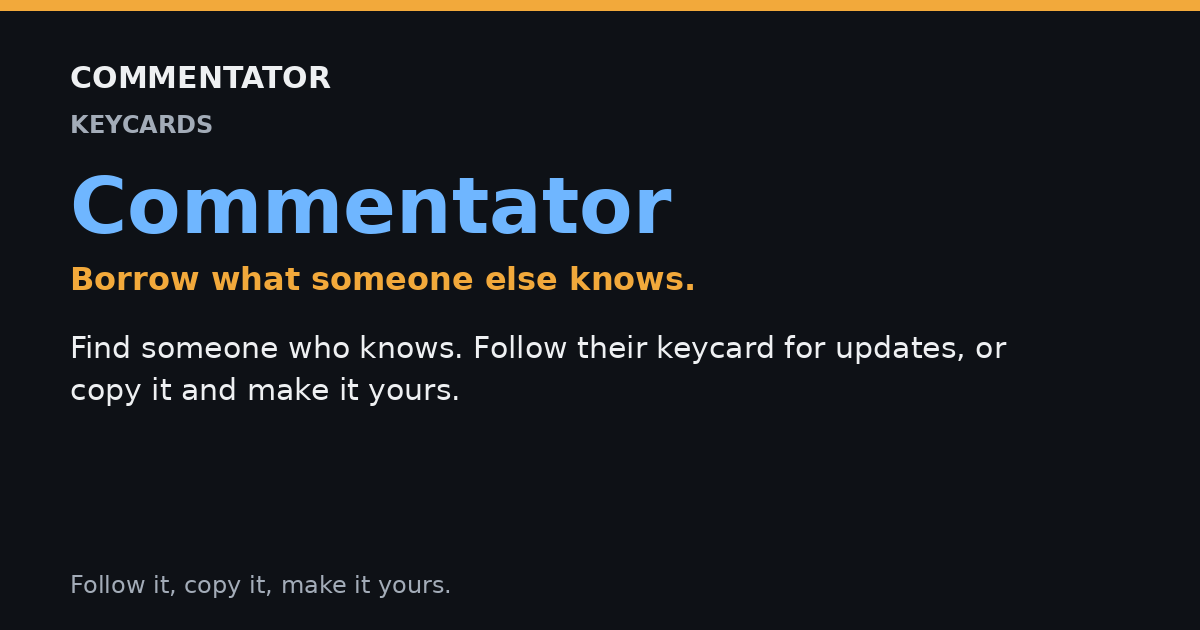 COMMENTATOR
KEYCARDS
Commentator
Borrow what someone else knows.
Find someone who knows. Follow their keycard for updates, or
copy it and make it yours.
Follow it, copy it, make it yours.